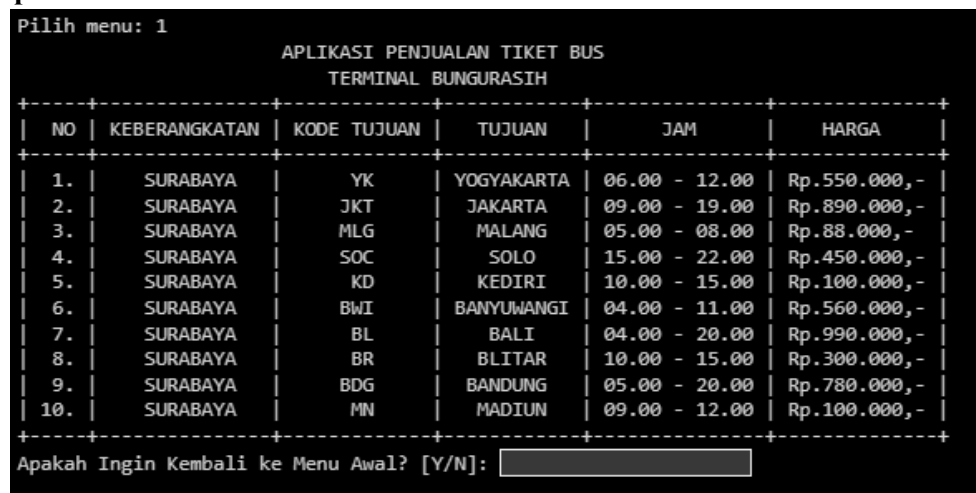 Pilih menu: 1
APLIKASI PENJUALAN TIKET BUS
TERMINAL BUNGURASIH
+-----+---------------+-------------+------------+---------------+--------------+
| NO | KEBERANGKATAN | KODE TUJUAN | TUJUAN | JAM | HARGA |
+-----+---------------+-------------+------------+---------------+--------------+
| 1. | SURABAYA | YK | YOGYAKARTA | 06.00 - 12.00 | Rp.550.000,- |
| 2. | SURABAYA | JKT | JAKARTA | 09.00 - 19.00 | Rp.890.000,- |
| 3. | SURABAYA | MLG | MALANG | 05.00 - 08.00 | Rp.88.000,- |
| 4. | SURABAYA | SOC | SOLO | 15.00 - 22.00 | Rp.450.000,- |
| 5. | SURABAYA | KD | KEDIRI | 10.00 - 15.00 | Rp.100.000,- |
| 6. | SURABAYA | BWI | BANYUWANGI | 04.00 - 11.00 | Rp.560.000,- |
| 7. | SURABAYA | BL | BALI | 04.00 - 20.00 | Rp.990.000,- |
| 8. | SURABAYA | BR | BLITAR | 10.00 - 15.00 | Rp.300.000,- |
| 9. | SURABAYA | BDG | BANDUNG | 05.00 - 20.00 | Rp.780.000,- |
| 10. | SURABAYA | MN | MADIUN | 09.00 - 12.00 | Rp.100.000,- |
+-----+---------------+-------------+------------+---------------+--------------+
Apakah Ingin Kembali ke Menu Awal? [Y/N]: